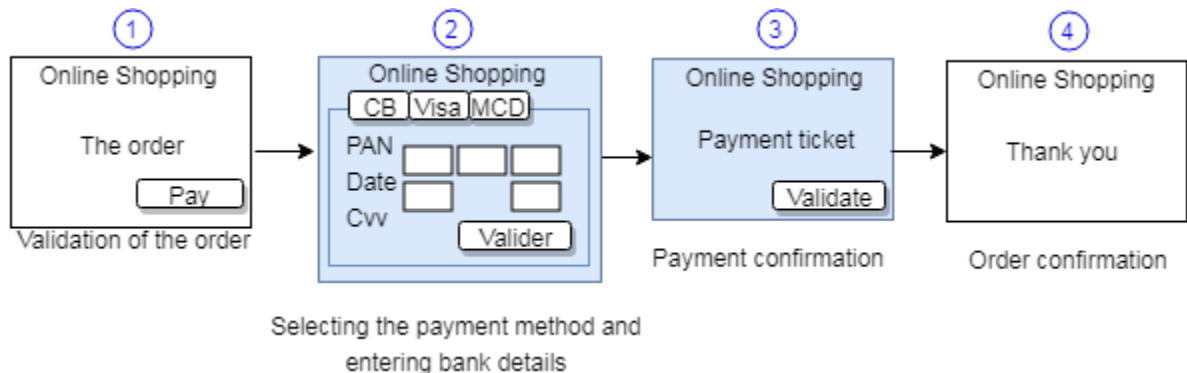 1
Online Shopping
The order
Pay
Validation of the order
2
Online Shopping
CB Visa MCD
PAN
Date
Cvv
Valider
Selecting the payment method and
entering bank details
3
Online Shopping
Payment ticket
Validate
Payment confirmation
4
Online Shopping
Thank you
Order confirmation